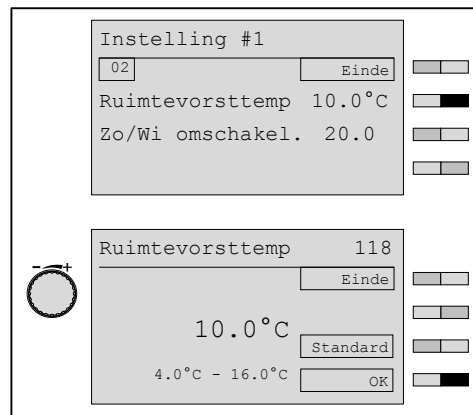 Instelling #1
02 Einde
Ruimtevorsttemp 10.0°C
Zo/Wi omschakel. 20.0
Ruimtevorsttemp 118
Einde
- +
10.0°C
Standard
4.0°C - 16.0°C OK